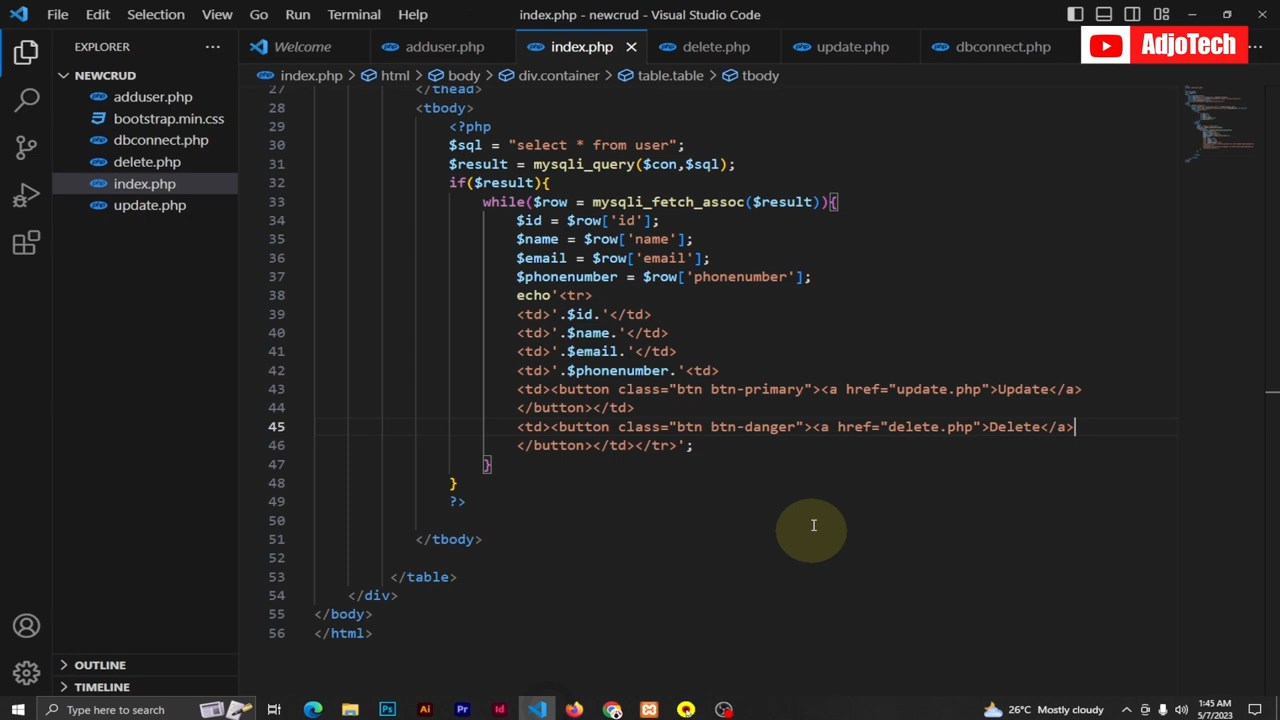 File Edit Selection View Go Run Terminal Help
index.php - newcrud - Visual Studio Code
EXPLORER
Welcome
adduser.php
index.php
delete.php
update.php
dbconnect.php
AdjoTech
NEWCRUD
adduser.php
bootstrap.min.css
dbconnect.php
delete.php
index.php
update.php
index.php > html > body > div.container > table.table > tbody
27 </thead>
28 <tbody>
29 <?php
30 $sql = "select * from user";
31 $result = mysqli_query($con,$sql);
32 if($result){
33 while($row = mysqli_fetch_assoc($result)){
34 $id = $row['id'];
35 $name = $row['name'];
36 $email = $row['email'];
37 $phonenumber = $row['phonenumber'];
38 echo'<tr>
39 <td>'.$id.'</td>
40 <td>'.$name.'</td>
41 <td>'.$email.'</td>
42 <td>'.$phonenumber.'<td>
43 <td><button class="btn btn-primary"><a href="update.php">Update</a>
44 </button></td>
45 <td><button class="btn btn-danger"><a href="delete.php">Delete</a>
46 </button></td></tr>';
47 }
48 }
49 ?>
50
51 </tbody>
52
53 </table>
54 </div>
55 </body>
56 </html>
OUTLINE
TIMELINE
Type here to search
26°C Mostly cloudy
1:45 AM
5/7/2023